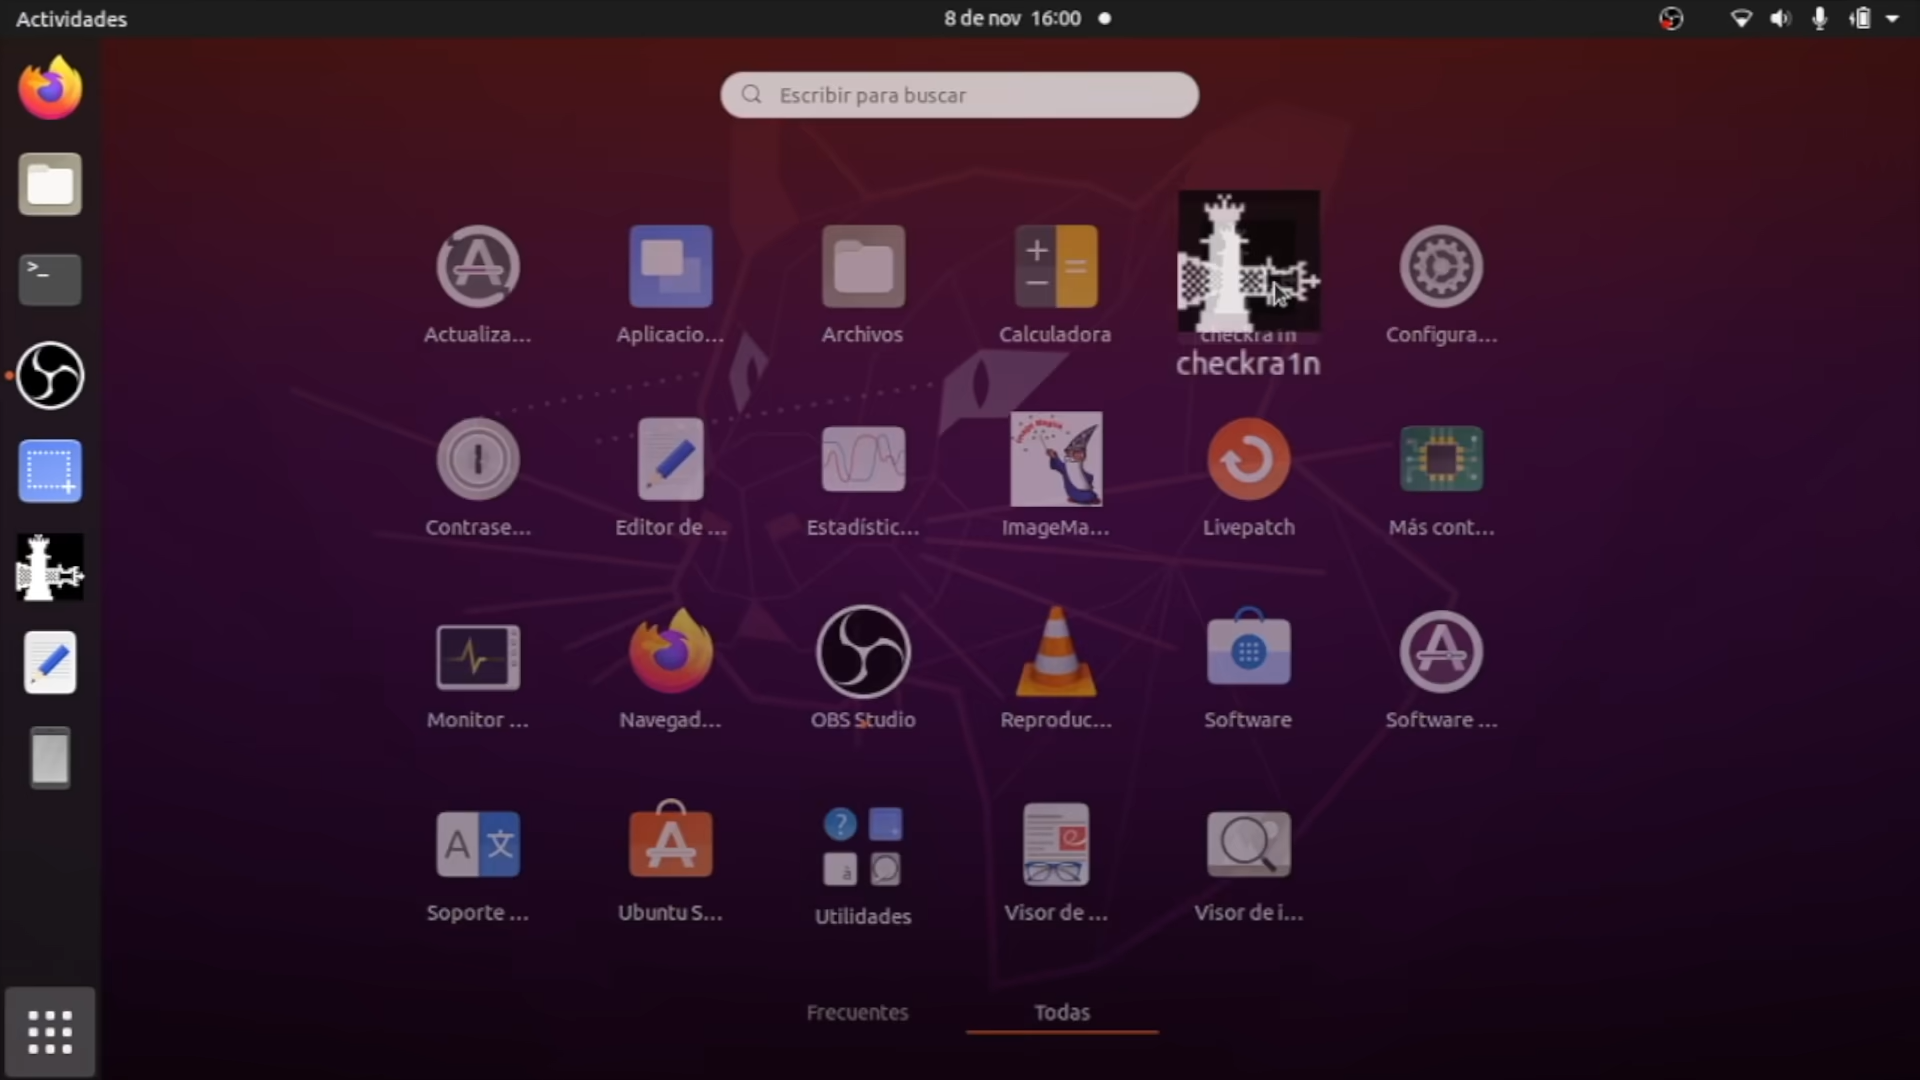 Actividades
8 de nov 16:00
Escribir para buscar
Actualiza...
Aplicacio...
Archivos
Calculadora
checkra1n
checkra1n
Configura...
Contrase...
Editor de ...
Estadístic...
ImageMa...
Livepatch
Más cont...
Monitor ...
Navegad...
OBS Studio
Reproduc...
Software
Software ...
Soporte ...
Ubuntu S...
Utilidades
Visor de ...
Visor de i...
Frecuentes
Todas